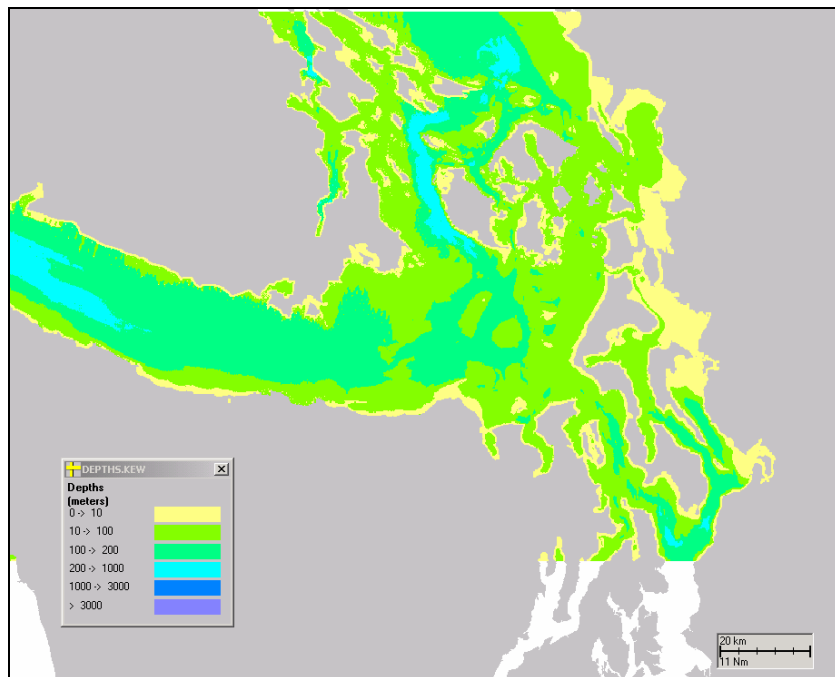 DEPTHS.KEW
Depths
(meters)
0 -> 10
10 -> 100
100 -> 200
200 -> 1000
1000 -> 3000
> 3000
20 km
11 Nm